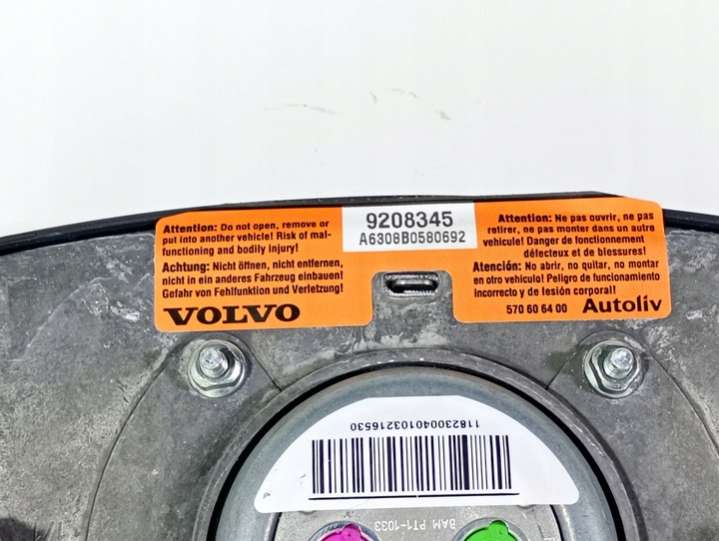 Attention: Do not open, remove or
put into another vehicle! Risk of mal-
functioning and bodily injury!
Achtung: Nicht öffnen, nicht entfernen,
nicht in ein anderes Fahrzeug einbauen!
Gefahr von Fehlfunktion und Verletzung!
VOLVO
9208345
A6308B0580692
Attention: Ne pas ouvrir, ne pas
retirer, ne pas monter dans un autre
vehicule! Danger de fonctionnement
défecteux et de blessures!
Atención: No abrir, no quitar, no montar
en otro vehiculo! Peligro de funcionamiento
incorrecto y de lesión corporal!
570 60 64 00 Autoliv
118230040103216530
BAM PT1-1033